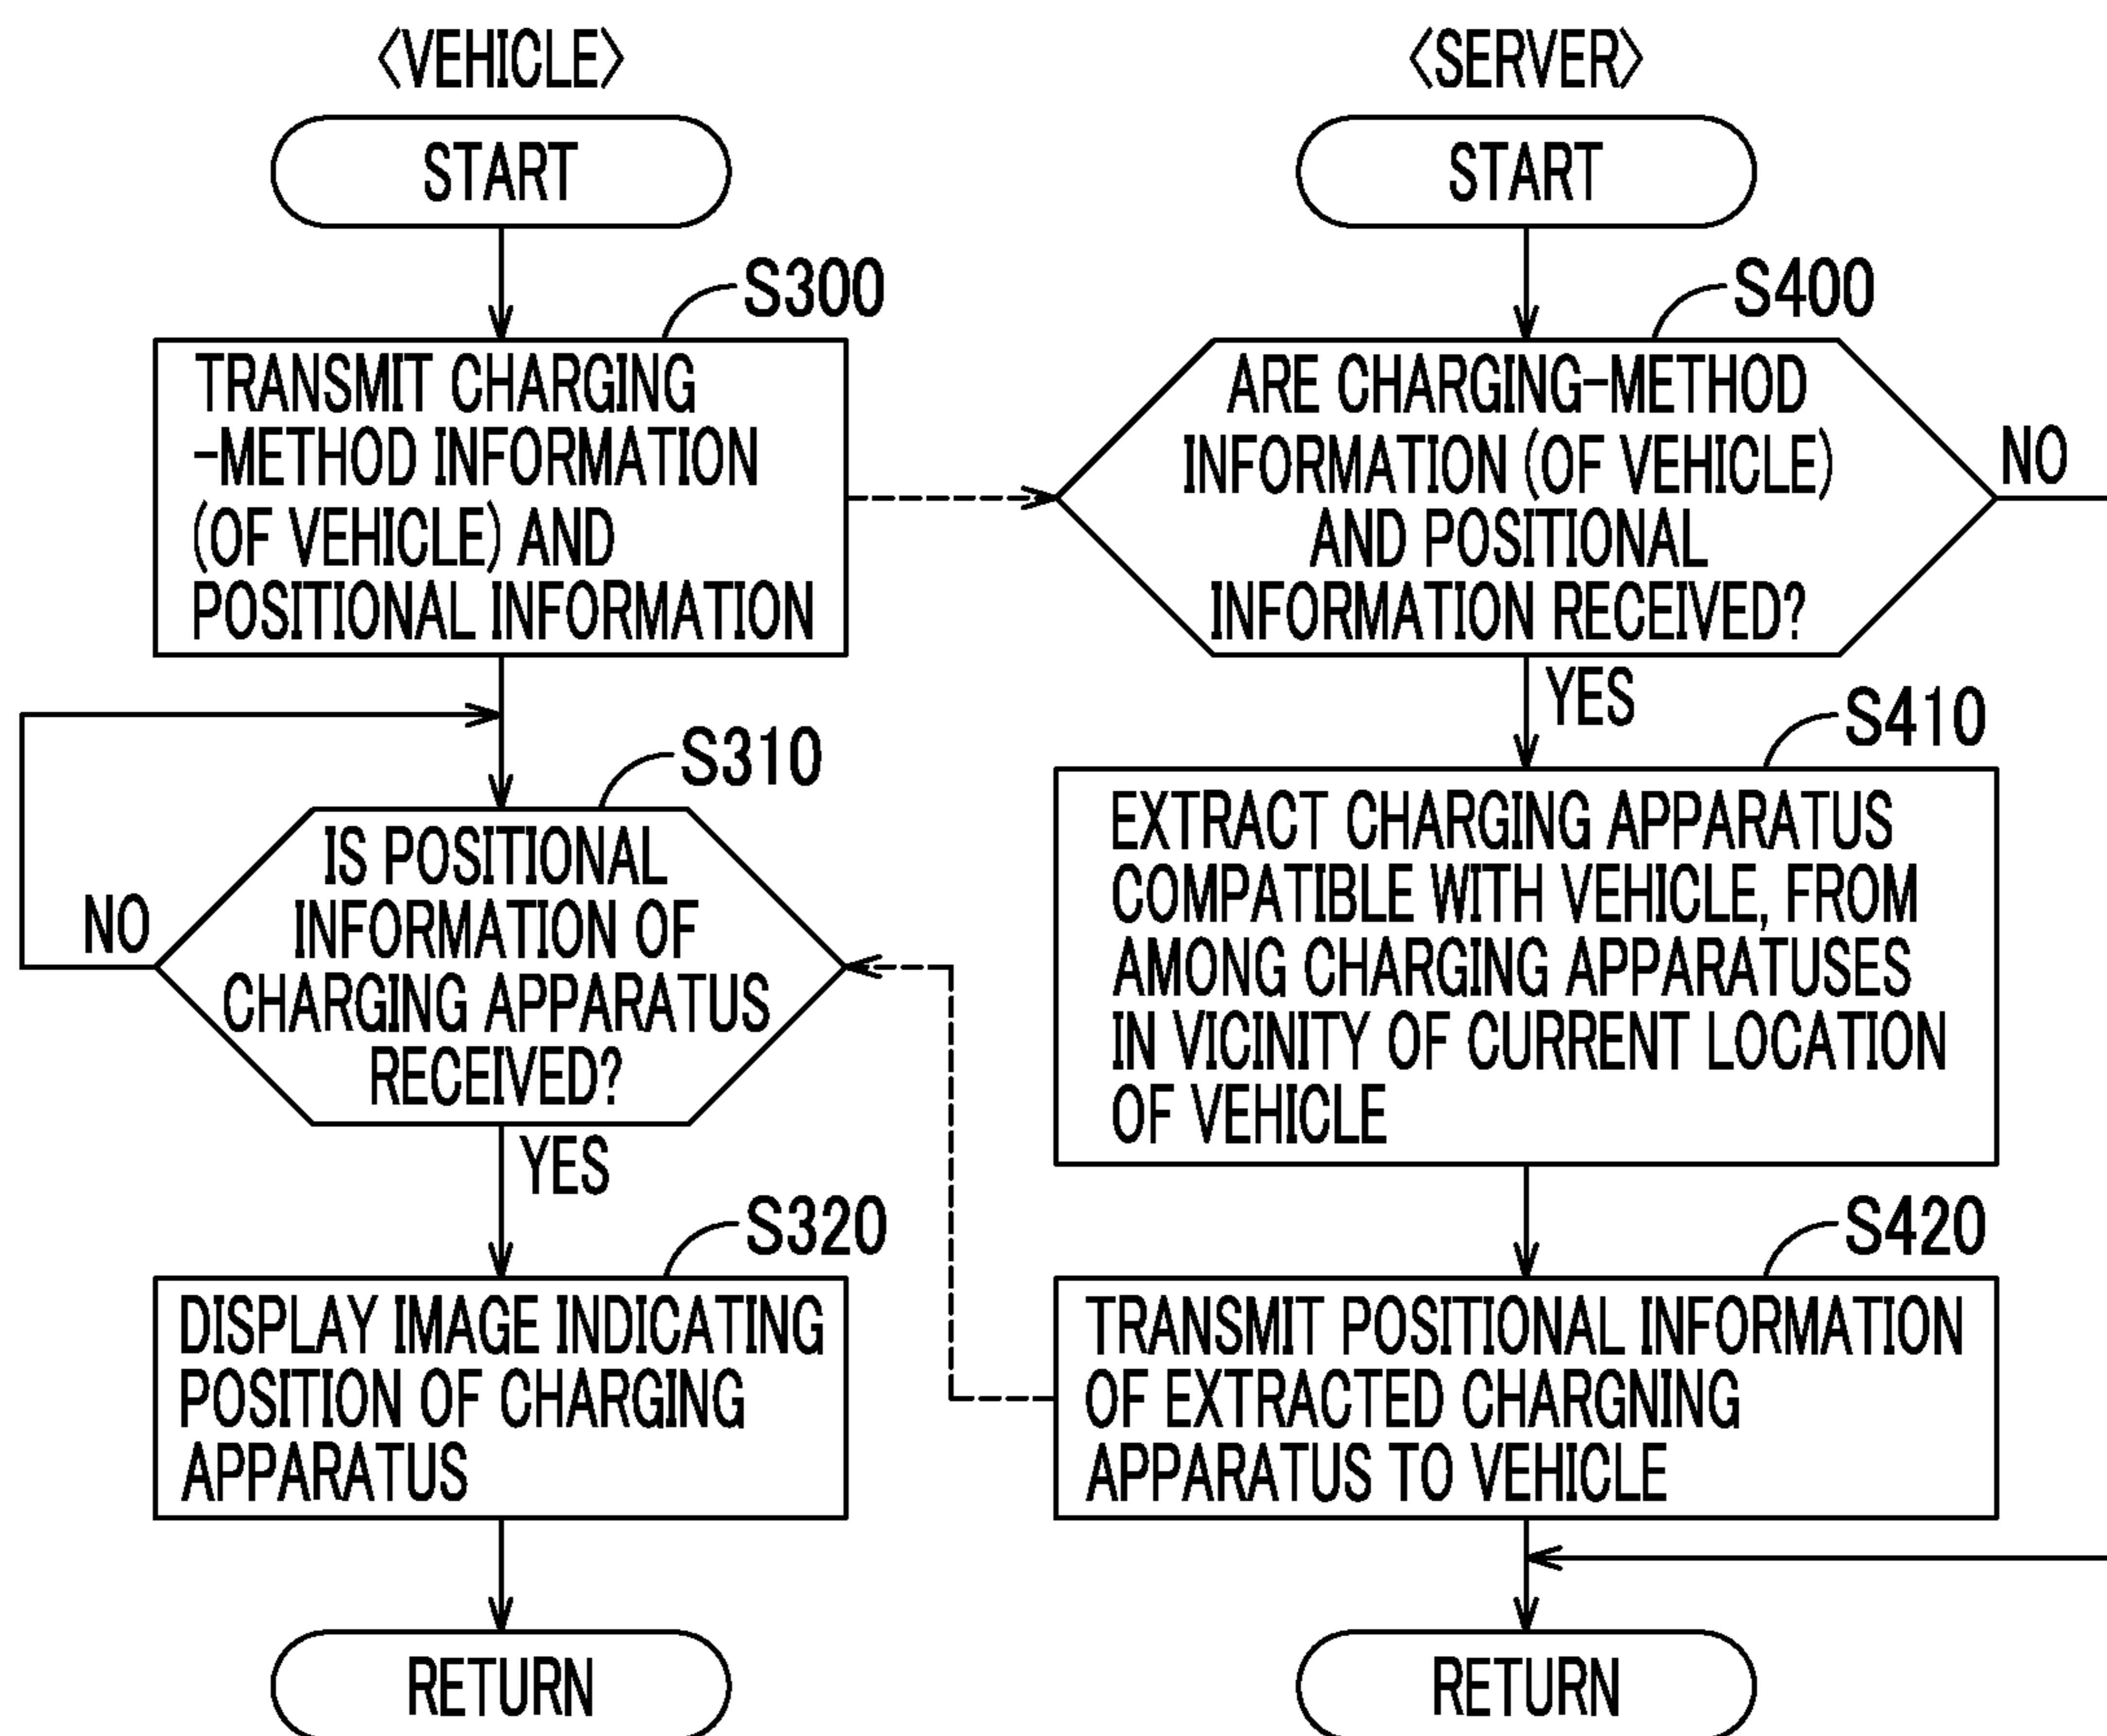 <VEHICLE>
START
S300
TRANSMIT CHARGING
-METHOD INFORMATION
(OF VEHICLE) AND
POSITIONAL INFORMATION
S310
IS POSITIONAL
INFORMATION OF
CHARGING APPARATUS
RECEIVED?
NO
YES
S320
DISPLAY IMAGE INDICATING
POSITION OF CHARGING
APPARATUS
RETURN
<SERVER>
START
S400
ARE CHARGING-METHOD
INFORMATION (OF VEHICLE)
AND POSITIONAL
INFORMATION RECEIVED?
NO
YES
S410
EXTRACT CHARGING APPARATUS
COMPATIBLE WITH VEHICLE, FROM
AMONG CHARGING APPARATUSES
IN VICINITY OF CURRENT LOCATION
OF VEHICLE
S420
TRANSMIT POSITIONAL INFORMATION
OF EXTRACTED CHARGNING
APPARATUS TO VEHICLE
RETURN